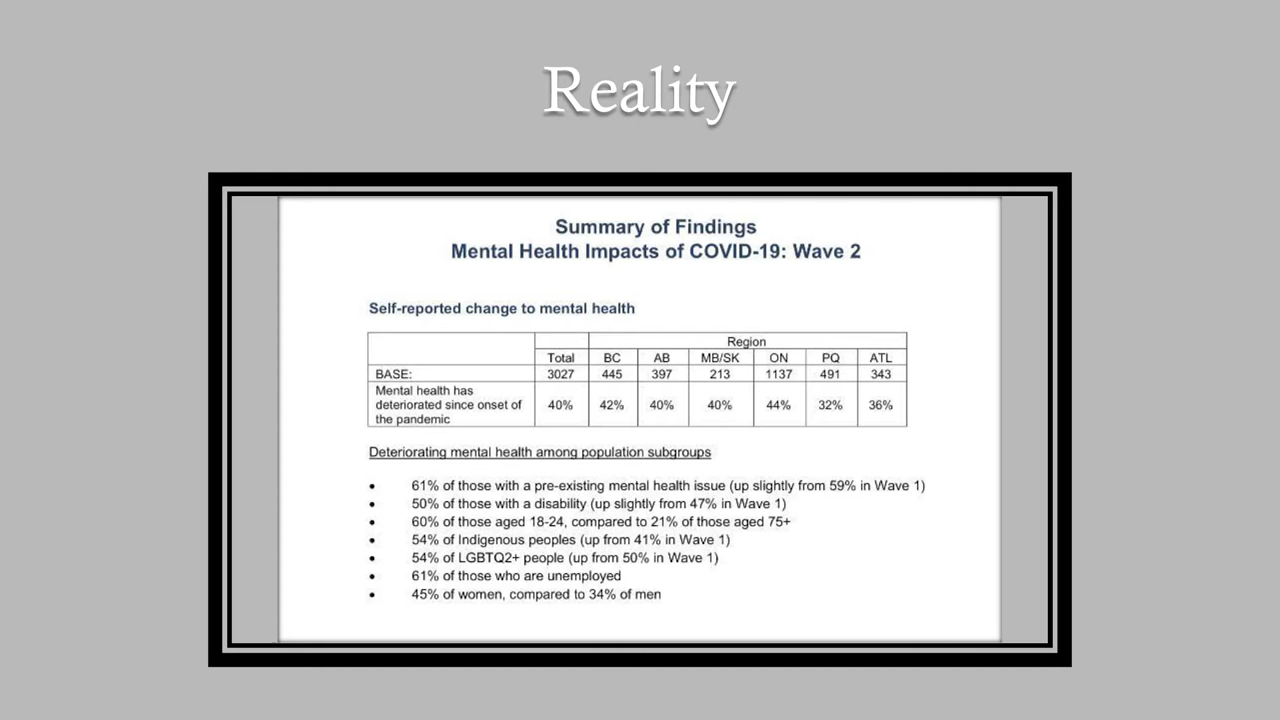 Reality
Summary of Findings
Mental Health Impacts of COVID-19: Wave 2
Self-reported change to mental health
Region
Total BC AB MB/SK ON PQ ATL
BASE: 3027 445 397 213 1137 491 343
Mental health has
deteriorated since onset of 40% 42% 40% 40% 44% 32% 36%
the pandemic
Deteriorating mental health among population subgroups
• 61% of those with a pre-existing mental health issue (up slightly from 59% in Wave 1)
• 50% of those with a disability (up slightly from 47% in Wave 1)
• 60% of those aged 18-24, compared to 21% of those aged 75+
• 54% of Indigenous peoples (up from 41% in Wave 1)
• 54% of LGBTQ2+ people (up from 50% in Wave 1)
• 61% of those who are unemployed
• 45% of women, compared to 34% of men